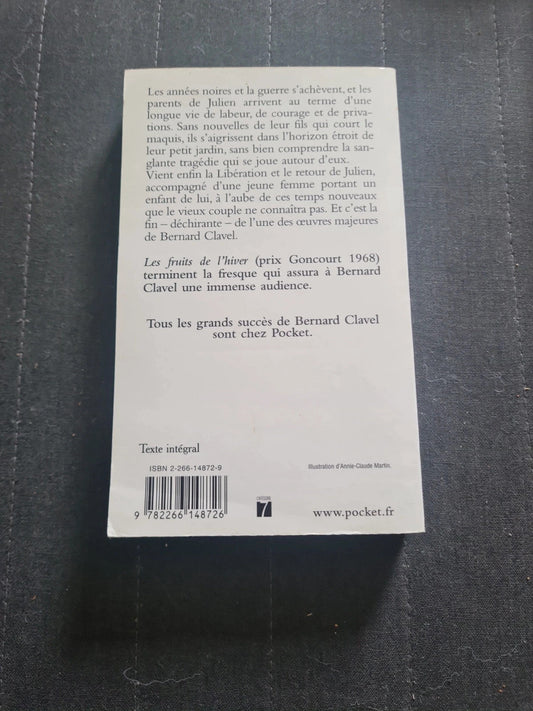 Les années noires et la guerre s'achèvent, et les
parents de Julien arrivent au terme d'une
longue vie de labeur, de courage et de priva-
tions. Sans nouvelles de leur fils qui court le
maquis, ils s'aigrissent dans l'horizon étroit de
leur petit jardin, sans bien comprendre la san-
glante tragédie qui se joue autour d'eux.
Vient enfin la Libération et le retour de Julien,
accompagné d'une jeune femme portant un
enfant de lui, à l'aube de ces temps nouveaux
que le vieux couple ne connaîtra pas. Et c'est la
fin – déchirante – de l'une des œuvres majeures
de Bernard Clavel.
Les fruits de l'hiver (prix Goncourt 1968)
terminent la fresque qui assura à Bernard
Clavel une immense audience.
Tous les grands succès de Bernard Clavel
sont chez Pocket.
Texte intégral
ISBN 2-266-14872-9
Illustration d'Annie-Claude Martin.
9 782266 148726
CATÉGORIE
7
www.pocket.fr